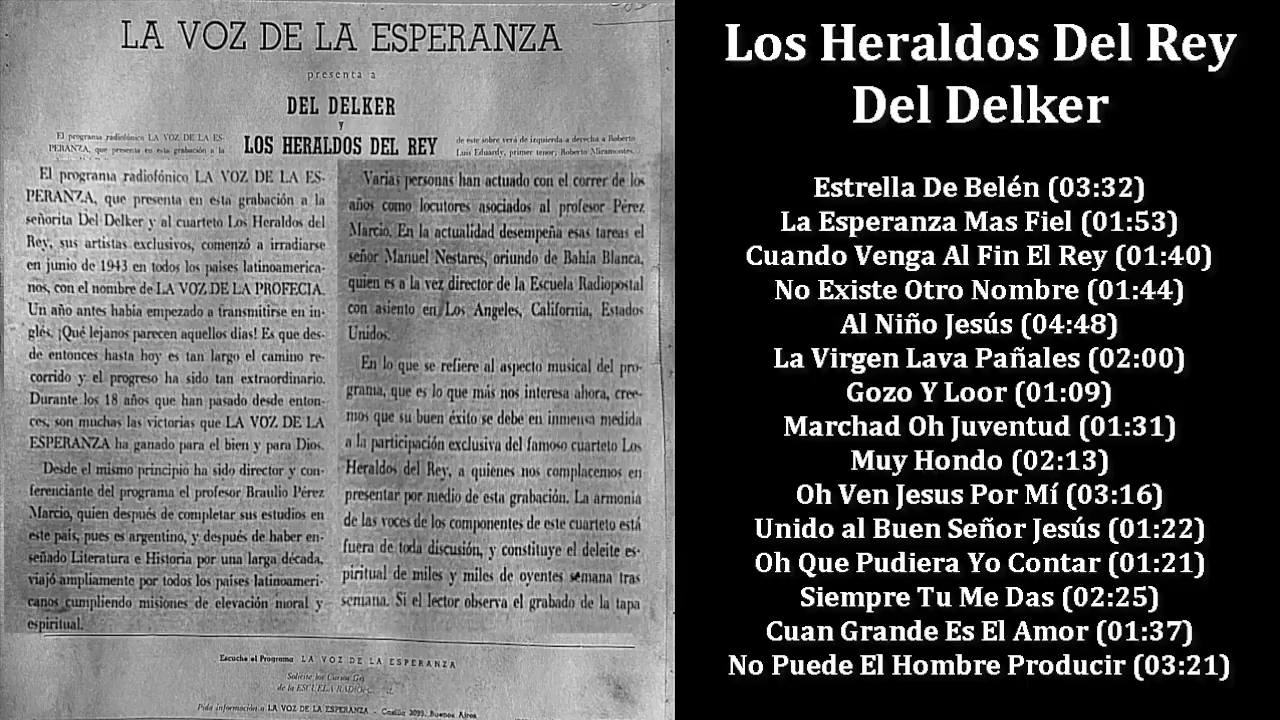 LA VOZ DE LA ESPERANZA
presenta a
DEL DELKER
y
LOS HERALDOS DEL REY
El programa radiofónico LA VOZ DE LA ES-
PERANZA, que presenta en esta grabación a la
de este sobre verá de izquierda a derecha a Roberto
Luis Eduardy, primer tenor; Roberto Miramontes,
El programa radiofónico LA VOZ DE LA ES-
PERANZA, que presenta en esta grabación a la
señorita Del Delker y al cuarteto Los Heraldos del
Rey, sus artistas exclusivos, comenzó a irradiarse
en junio de 1943 en todos los países latinoamerica-
nos, con el nombre de LA VOZ DE LA PROFECIA.
Un año antes había empezado a transmitirse en in-
glés. ¡Qué lejanos parecen aquellos días! Es que des-
de entonces hasta hoy es tan largo el camino re-
corrido y el progreso ha sido tan extraordinario.
Durante los 18 años que han pasado desde enton-
ces, son muchas las victorias que LA VOZ DE LA
ESPERANZA ha ganado para el bien y para Dios.
Desde el mismo principio ha sido director y con-
ferenciante del programa el profesor Braulio Pérez
Marcio, quien después de completar sus estudios en
este país, pues es argentino, y después de haber en-
señado Literatura e Historia por una larga década,
viajó ampliamente por todos los países latinoameri-
canos cumpliendo misiones de elevación moral y
espiritual.
Varias personas han actuado con el correr de los
años como locutores asociados al profesor Pérez
Marcio. En la actualidad desempeña esas tareas el
señor Manuel Nestares, oriundo de Bahía Blanca,
quien es a la vez director de la Escuela Radiopostal
con asiento en Los Angeles, California, Estados
Unidos.
En lo que se refiere al aspecto musical del pro-
grama, que es lo que más nos interesa ahora, cree-
mos que su buen éxito se debe en inmensa medida
a la participación exclusiva del famoso cuarteto Los
Heraldos del Rey, a quienes nos complacemos en
presentar por medio de esta grabación. La armonía
de las voces de los componentes de este cuarteto está
fuera de toda discusión, y constituye el deleite es-
piritual de miles y miles de oyentes semana tras
semana. Si el lector observa el grabado de la tapa
Escuche el Programa LA VOZ DE LA ESPERANZA
Solicite los Cursos
de la ESCUELA
Pida información a LA VOZ DE LA ESPERANZA - Casilla 3099, Buenos Aires
Los Heraldos Del Rey
Del Delker
Estrella De Belén (03:32)
La Esperanza Mas Fiel (01:53)
Cuando Venga Al Fin El Rey (01:40)
No Existe Otro Nombre (01:44)
Al Niño Jesús (04:48)
La Virgen Lava Pañales (02:00)
Gozo Y Loor (01:09)
Marchad Oh Juventud (01:31)
Muy Hondo (02:13)
Oh Ven Jesus Por Mí (03:16)
Unido al Buen Señor Jesús (01:22)
Oh Que Pudiera Yo Contar (01:21)
Siempre Tu Me Das (02:25)
Cuan Grande Es El Amor (01:37)
No Puede El Hombre Producir (03:21)